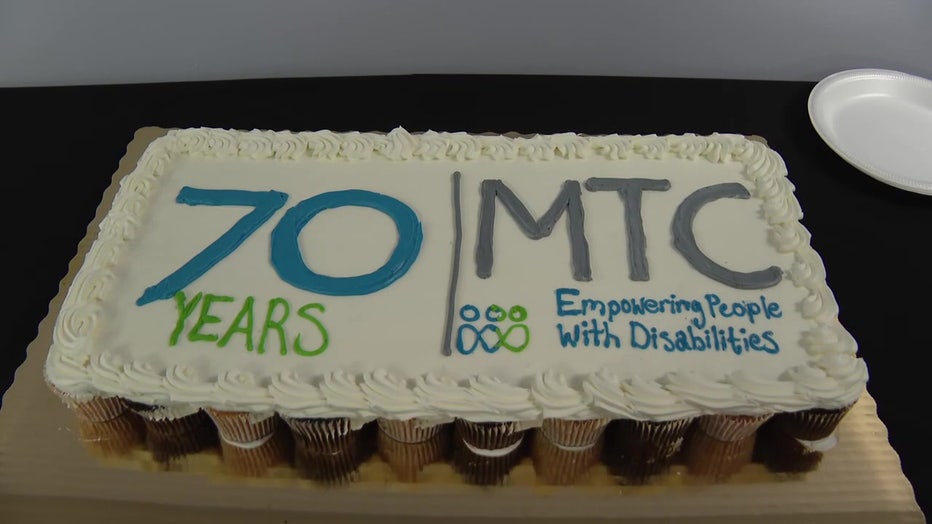 70
YEARS
MTC
Empowering People
With Disabilities